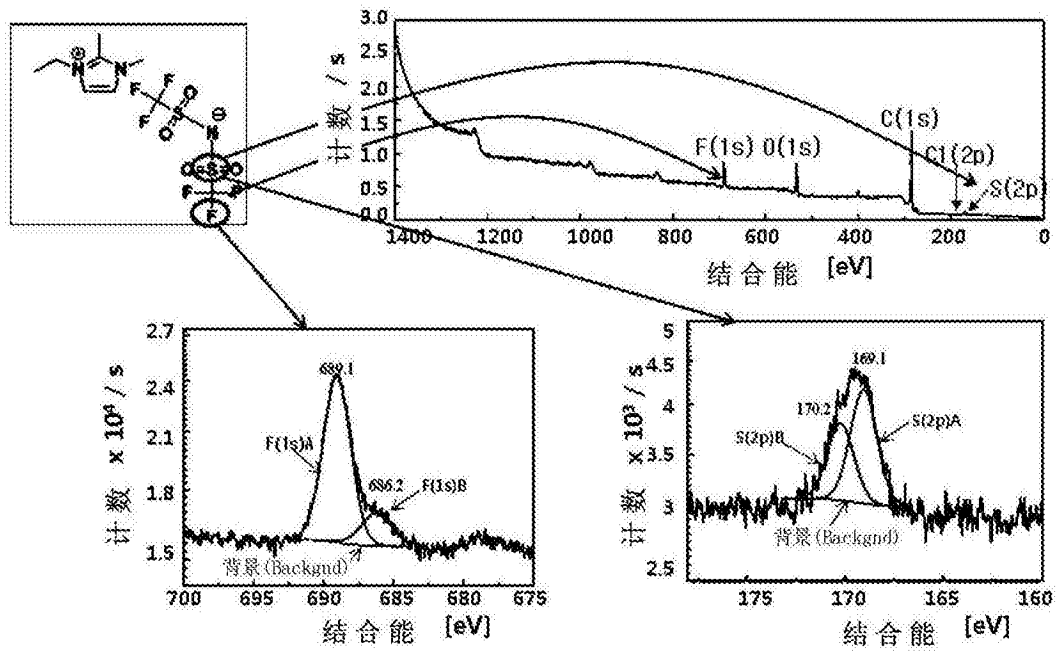 N
⊕
N
F
F
F
O
S
O
N
⊖
O=S=O
F
F
F
计数 / s
3.0
2.5
2.0
1.5
1.0
0.5
0.0
F(1s) O(1s)
C(1s)
Cl(2p)
S(2p)
1400 1200 1000 800 600 400 200 0
结合能 [eV]
计数 x 10⁴ / s
2.7
2.4
2.1
1.8
1.5
689.1
F(1s)A
686.2
F(1s)B
背景(Backgnd)
700 695 690 685 680 675
结合能 [eV]
计数 x 10³ / s
5
4.5
4
3.5
3
2.5
169.1
170.2
S(2p)A
S(2p)B
背景(Backgnd)
175 170 165 160
结合能 [eV]